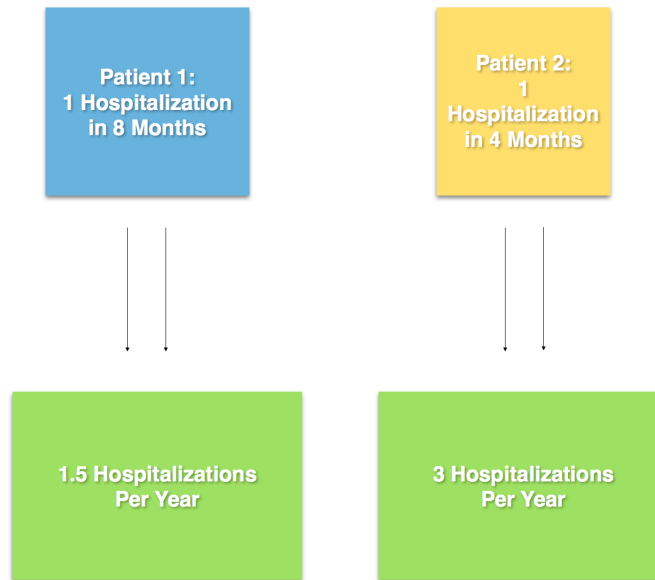 Patient 1:
1 Hospitalization
in 8 Months
Patient 2:
1
Hospitalization
in 4 Months
1.5 Hospitalizations
Per Year
3 Hospitalizations
Per Year